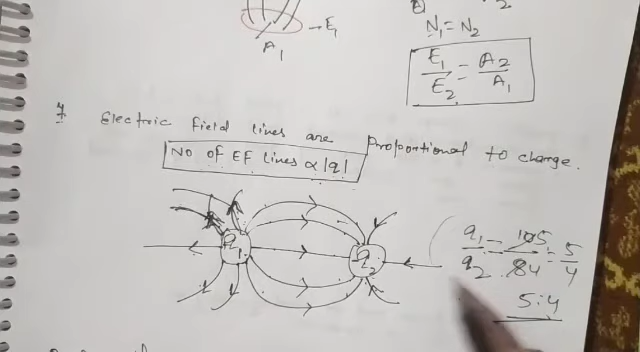 E1
A1
N1 = N2
E1/E2 = A2/A1
7
Electric field lines are proportional to charge.
No of EF Lines α |q|
q1
q2
q1/q2 = 105/84 = 5/4
5:4